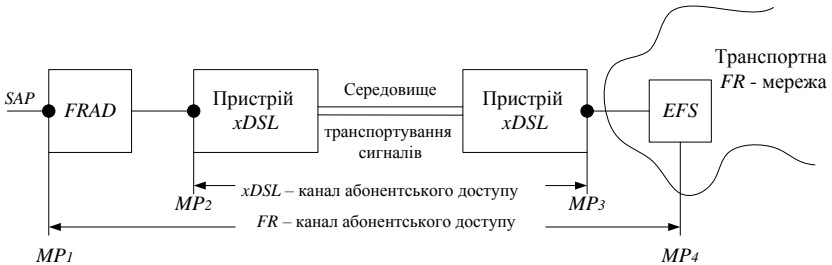 Транспортна
FR - мережа
SAP
FRAD
Пристрій
xDSL
Середовище
транспортування
сигналів
Пристрій
xDSL
EFS
MP2
xDSL – канал абонентського доступу
MP3
FR – канал абонентського доступу
MP1
MP4